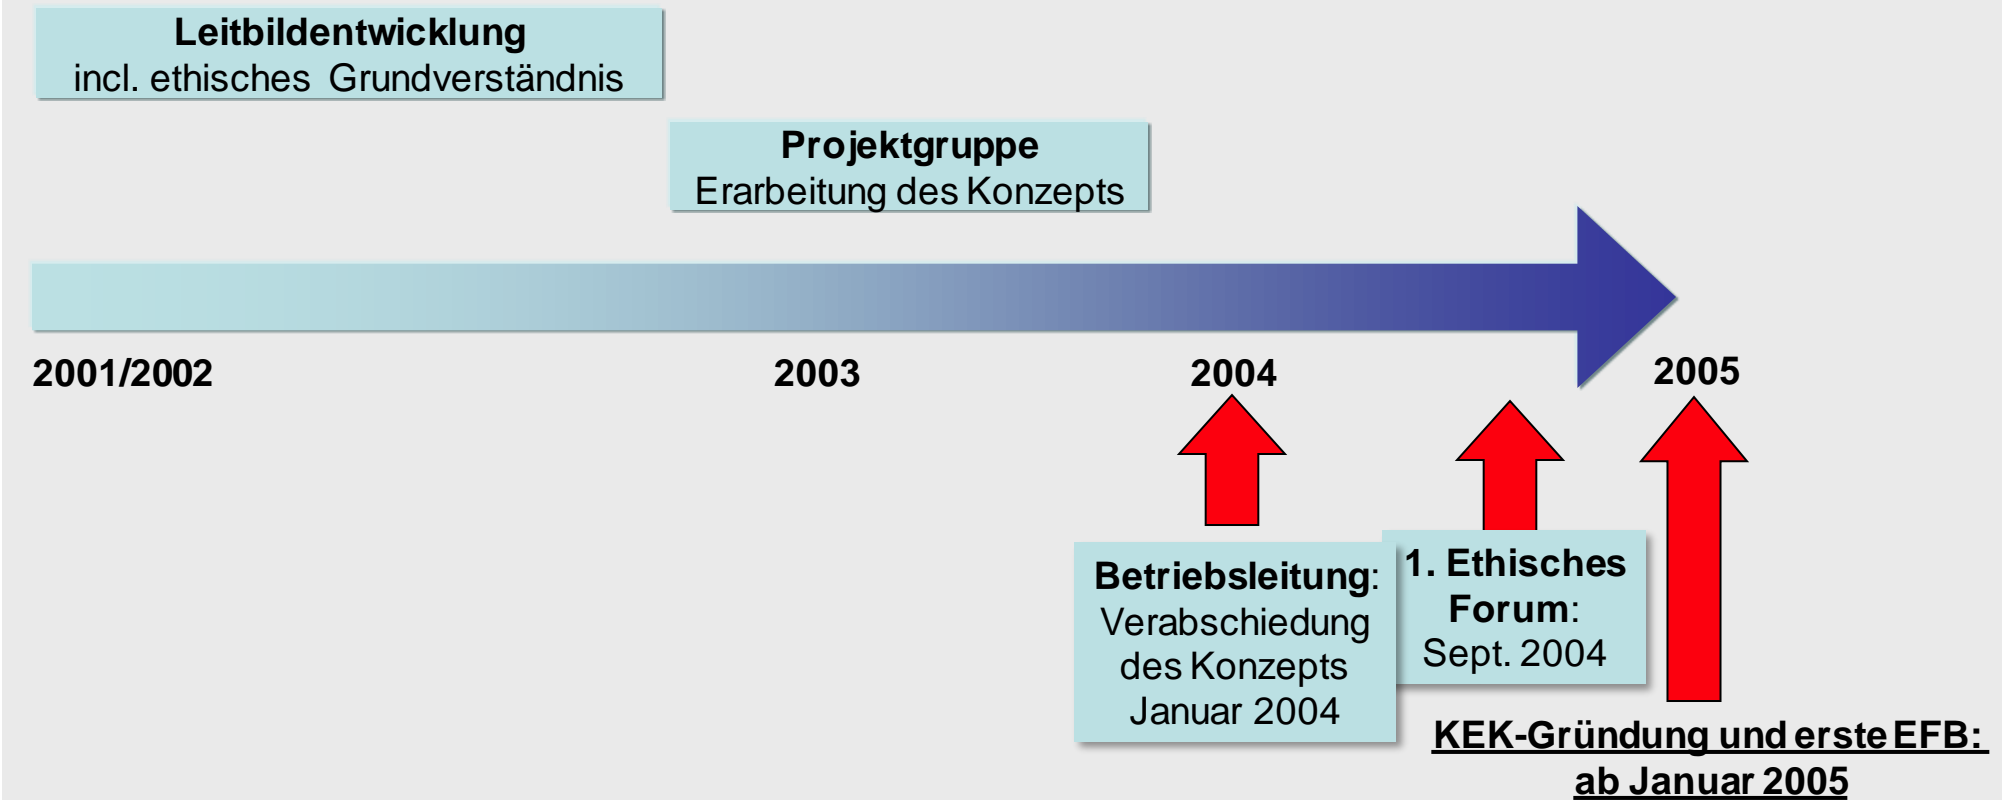 Leitbildentwicklung
incl. ethisches Grundverständnis
Projektgruppe
Erarbeitung des Konzepts
2001/2002
2003
2004
2005
Betriebsleitung:
Verabschiedung
des Konzepts
Januar 2004
1. Ethisches
Forum:
Sept. 2004
KEK-Gründung und erste EFB:
ab Januar 2005